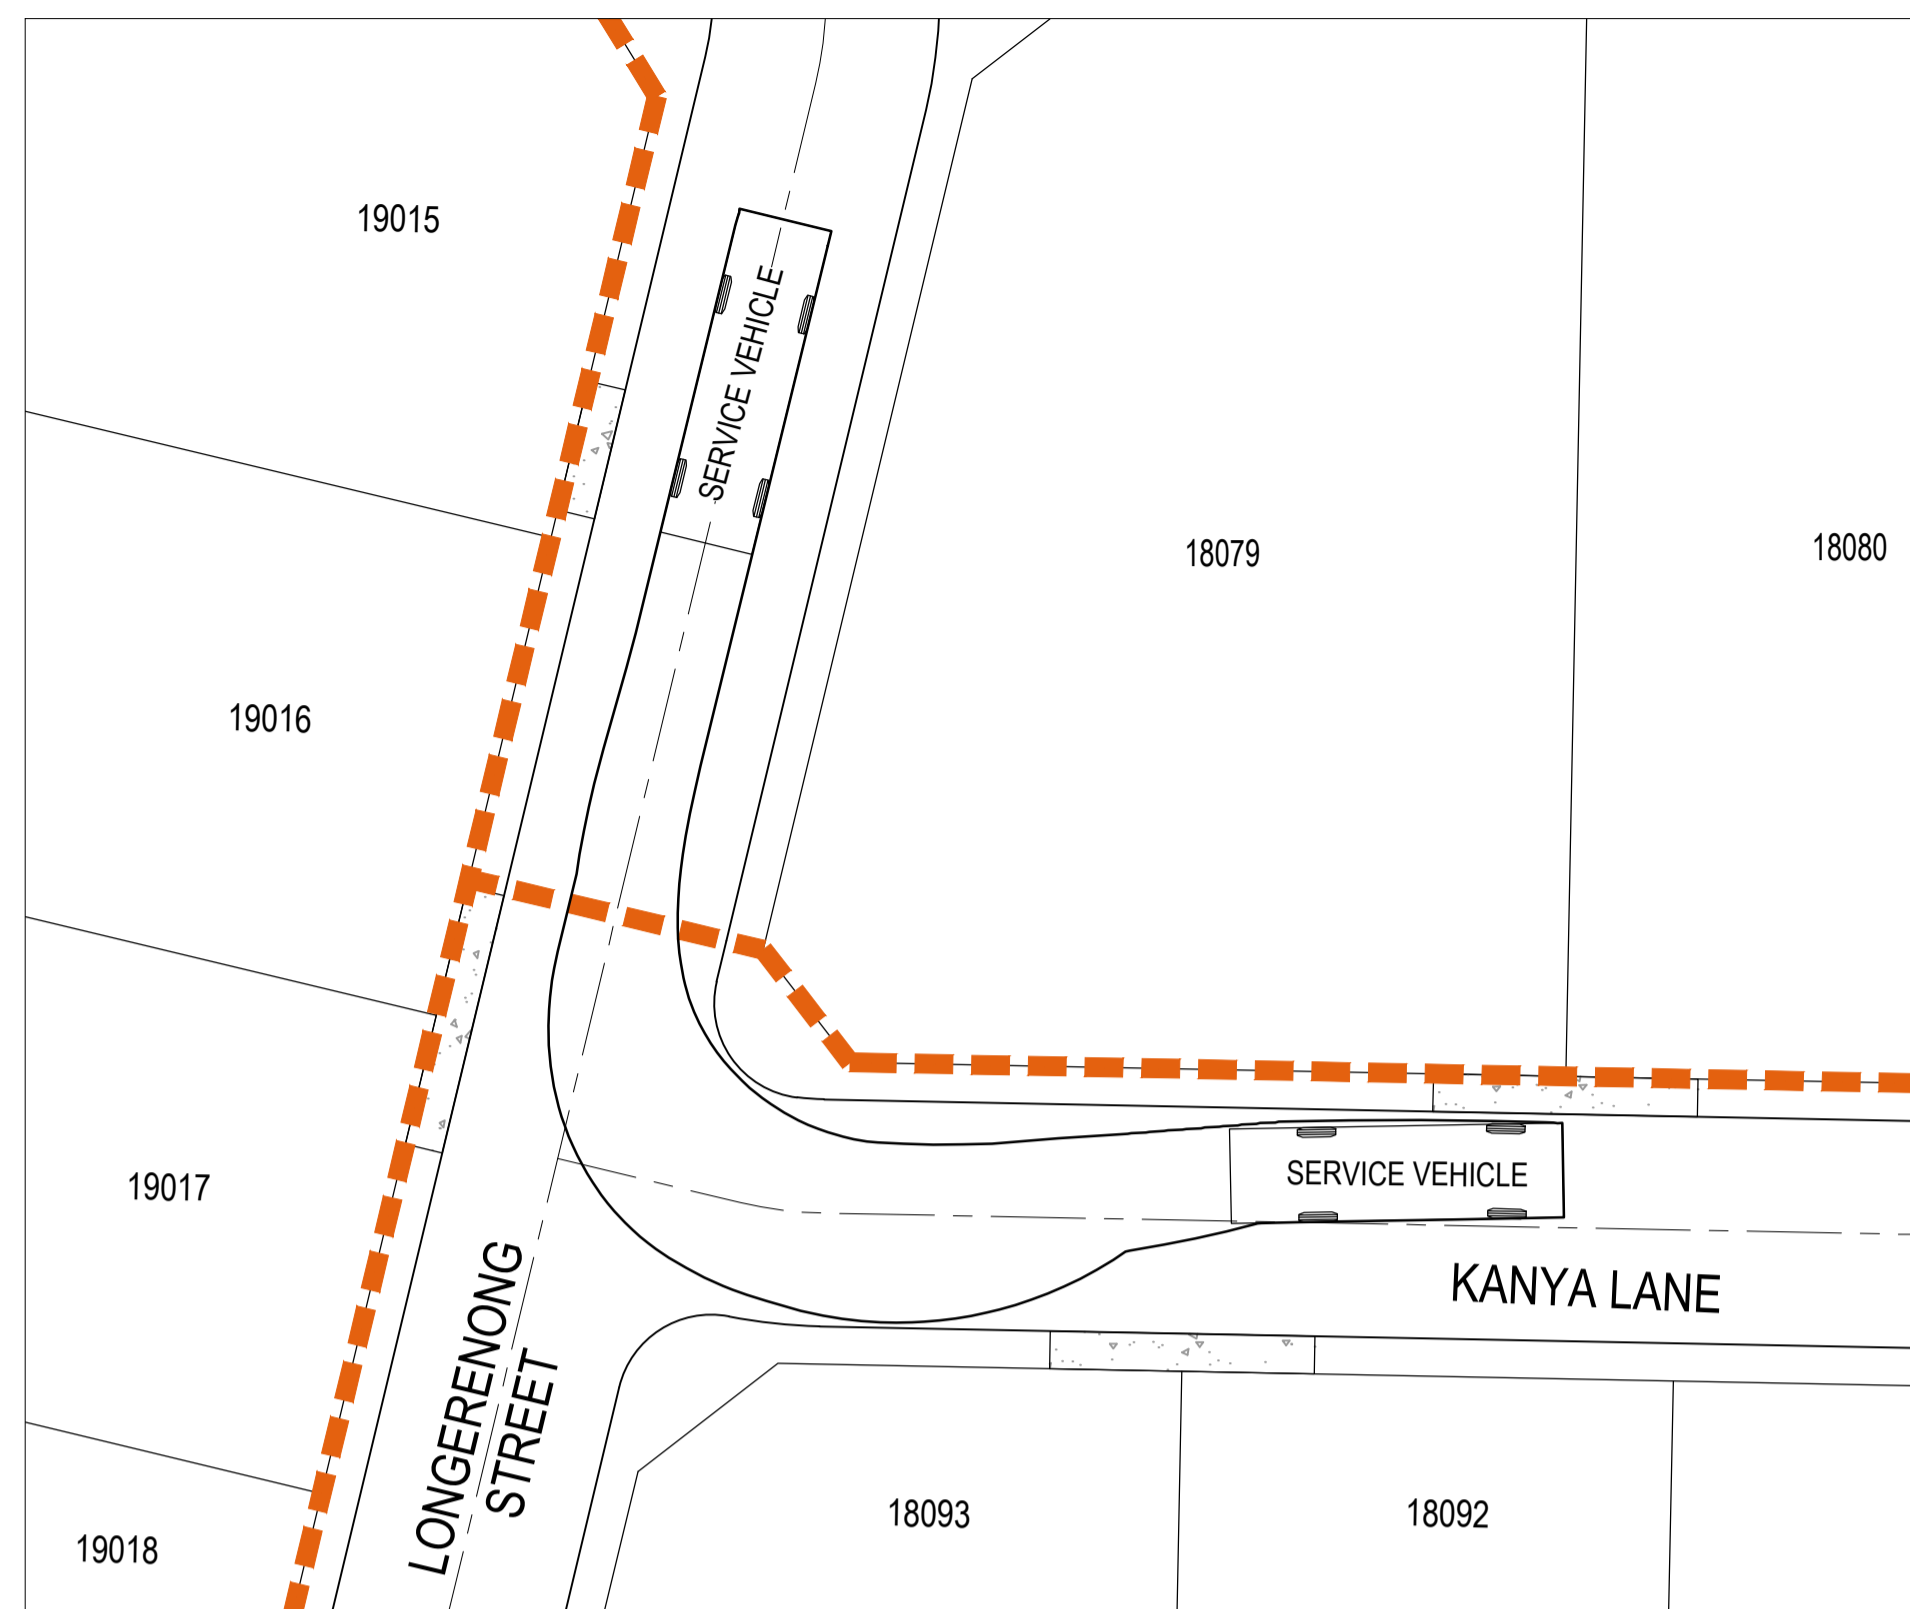 19015
SERVICE VEHICLE
18079
18080
19016
19017
SERVICE VEHICLE
KANYA LANE
LONGERENONG
STREET
18093
18092
19018